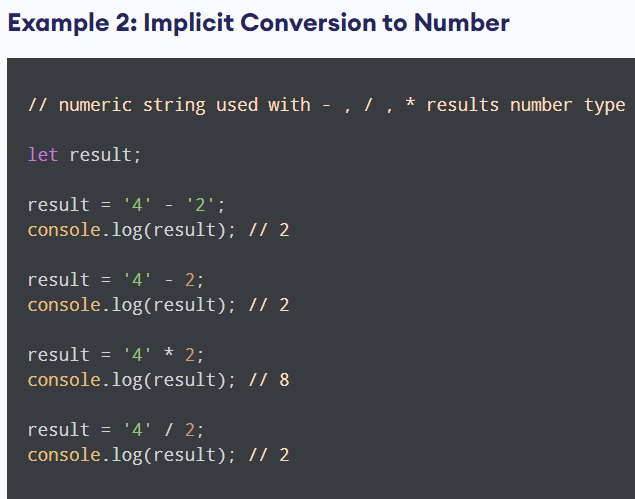 Example 2: Implicit Conversion to Number
// numeric string used with - , / , * results number type
let result;
result = '4' - '2';
console.log(result); // 2
result = '4' - 2;
console.log(result); // 2
result = '4' * 2;
console.log(result); // 8
result = '4' / 2;
console.log(result); // 2